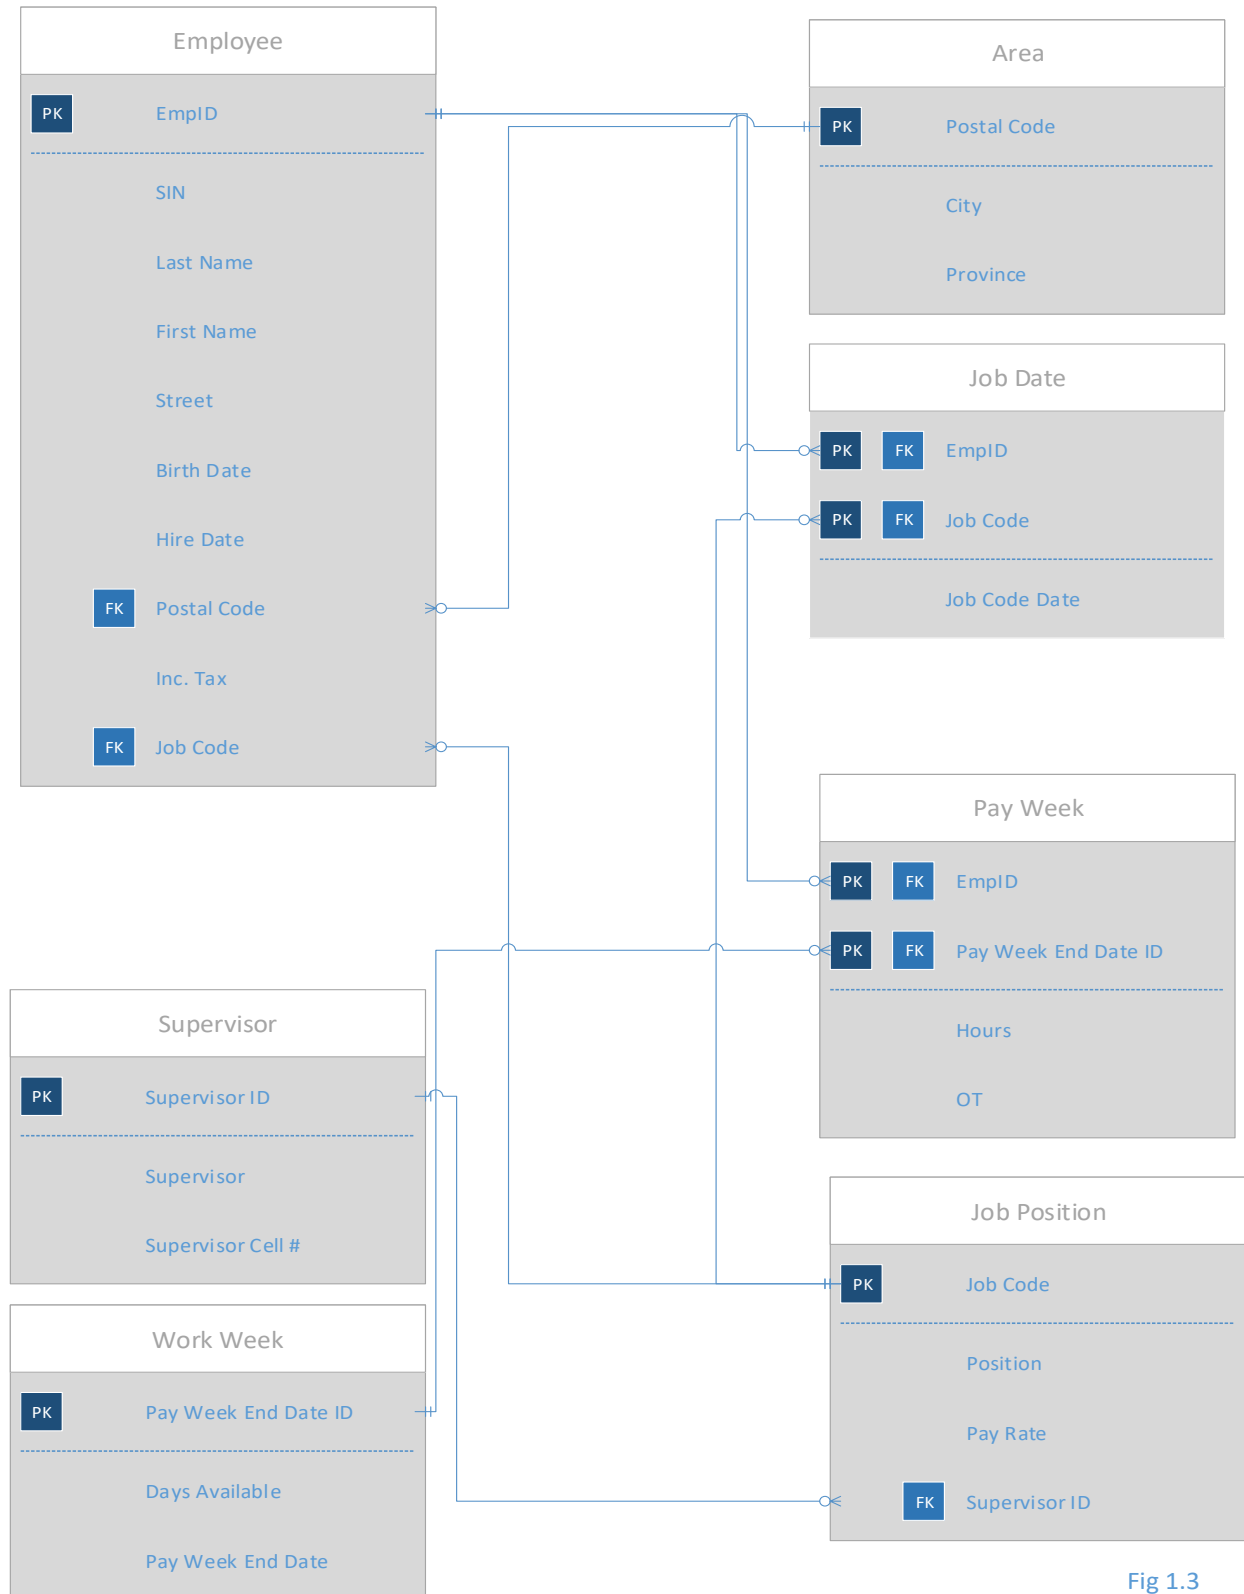 Employee
PK EmpID
SIN
Last Name
First Name
Street
Birth Date
Hire Date
FK Postal Code
Inc. Tax
FK Job Code
Area
PK Postal Code
City
Province
Job Date
PK FK EmpID
PK FK Job Code
Job Code Date
Pay Week
PK FK EmpID
PK FK Pay Week End Date ID
Hours
OT
Supervisor
PK Supervisor ID
Supervisor
Supervisor Cell #
Job Position
PK Job Code
Position
Pay Rate
FK Supervisor ID
Work Week
PK Pay Week End Date ID
Days Available
Pay Week End Date
Fig 1.3